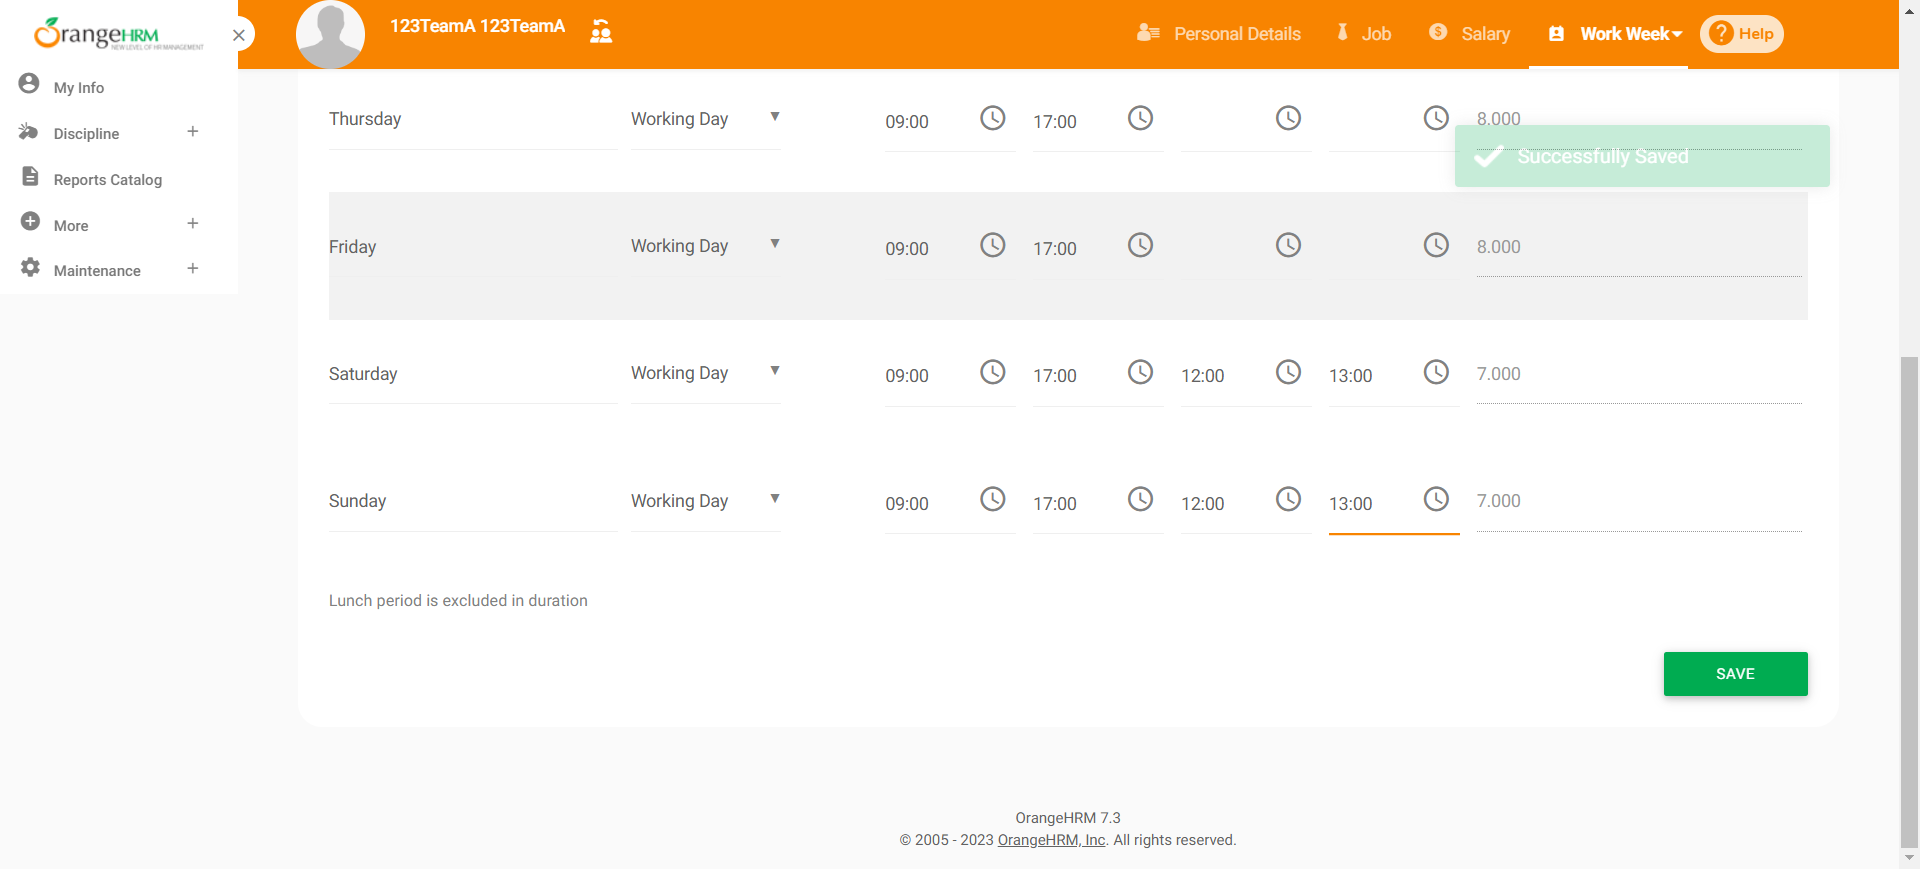 OrangeHRM
NEW LEVEL OF HR MANAGEMENT
My Info
Discipline
Reports Catalog
More
Maintenance
123TeamA 123TeamA
Personal Details
Job
Salary
Work Week
? Help
Thursday Working Day 09:00 17:00 8.000
Successfully Saved
Friday Working Day 09:00 17:00 8.000
Saturday Working Day 09:00 17:00 12:00 13:00 7.000
Sunday Working Day 09:00 17:00 12:00 13:00 7.000
Lunch period is excluded in duration
SAVE
OrangeHRM 7.3
© 2005 - 2023 OrangeHRM, Inc. All rights reserved.